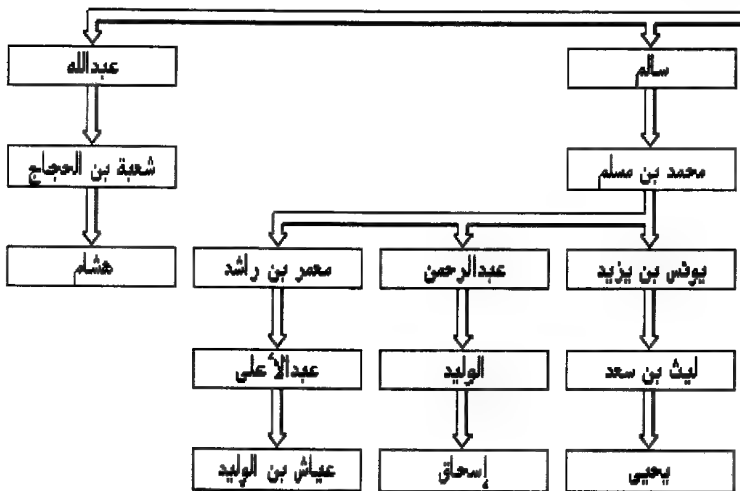 سالم
عبدالله
محمد بن مسلم
شعبة بن الحجاج
يونس بن يزيد
عبدالرحمن
معمر بن راشد
هشام
ليث بن سعد
الوليد
عبدالأعلى
يحيى
إسحاق
عياش بن الوليد